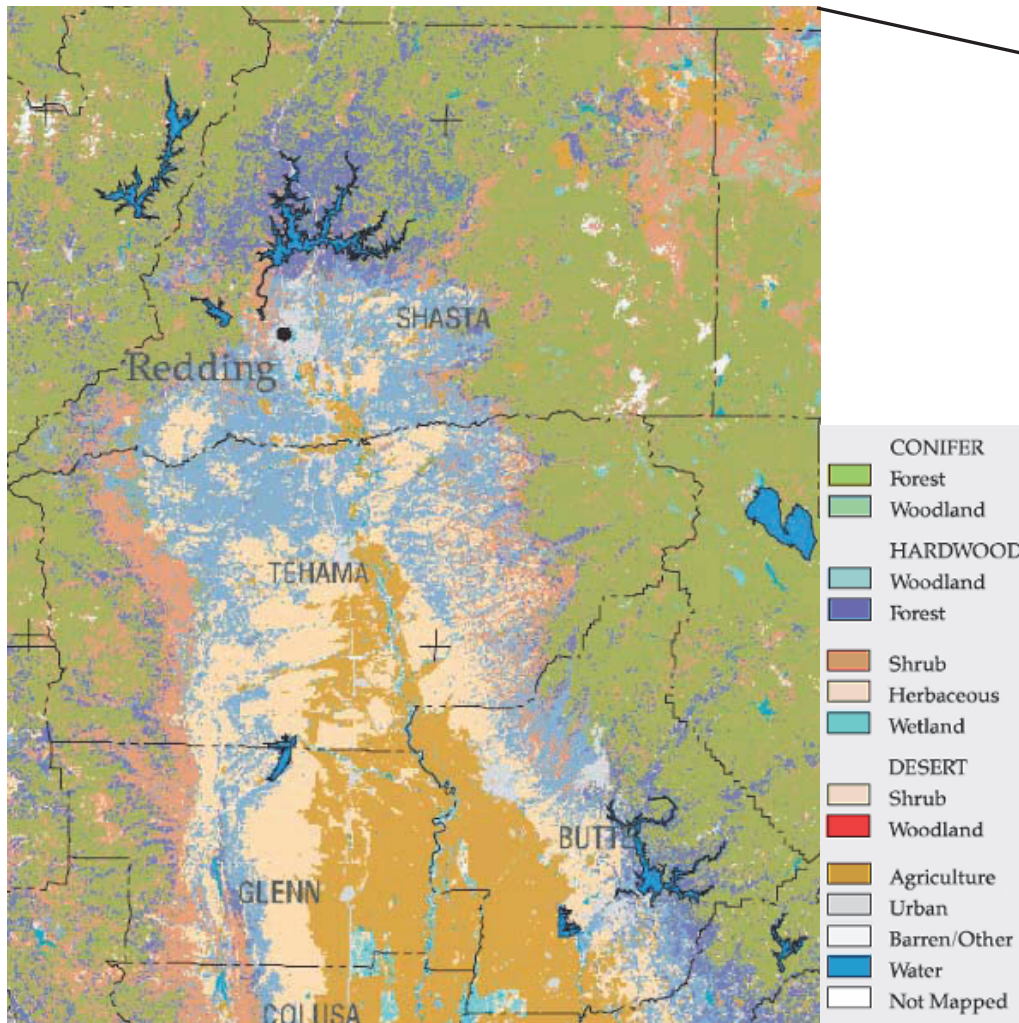 SHASTA
Redding
TEHAMA
BUTTE
GLENN
COLUSA
CONIFER
Forest
Woodland
HARDWOOD
Woodland
Forest
Shrub
Herbaceous
Wetland
DESERT
Shrub
Woodland
Agriculture
Urban
Barren/Other
Water
Not Mapped